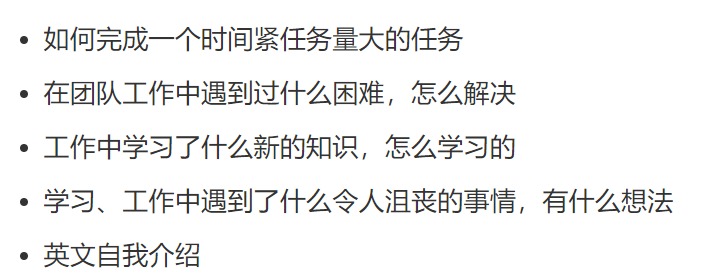 • 如何完成一个时间紧任务量大的任务
• 在团队工作中遇到过什么困难，怎么解决
• 工作中学习了什么新的知识，怎么学习的
• 学习、工作中遇到了什么令人沮丧的事情，有什么想法
• 英文自我介绍